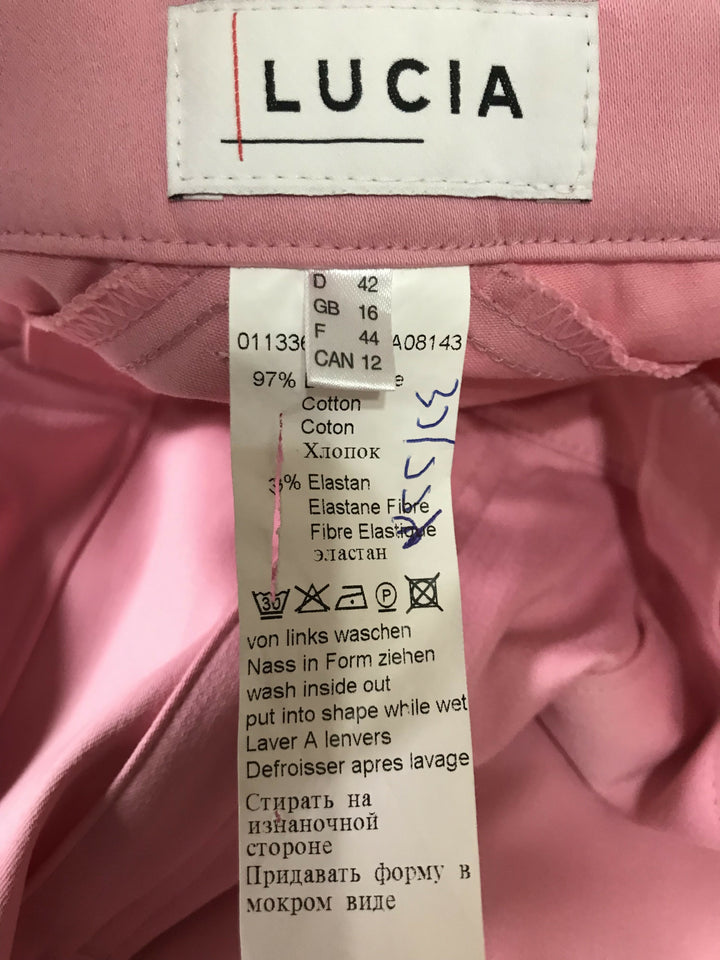 LUCIA
D 42
GB 16
F 44
CAN 12
A08143
97%
Cotton
Coton
Хлопок
3% Elastan
Elastane Fibre
Fibre Elastique
эластан
30
P
von links waschen
Nass in Form ziehen
wash inside out
put into shape while wet
Laver A lenvers
Defroisser apres lavage
Стирать на
изнаночной
стороне
Придавать форму в
мокром виде